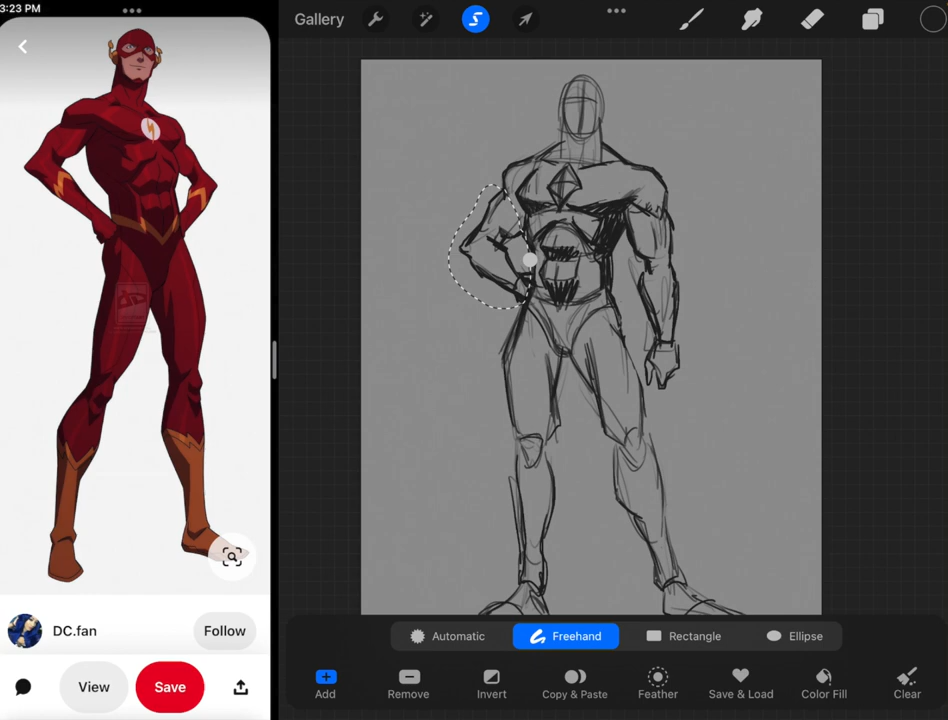 3:23 PM
Gallery
DC.fan
Follow
View
Save
Automatic
Freehand
Rectangle
Ellipse
Add
Remove
Invert
Copy & Paste
Feather
Save & Load
Color Fill
Clear